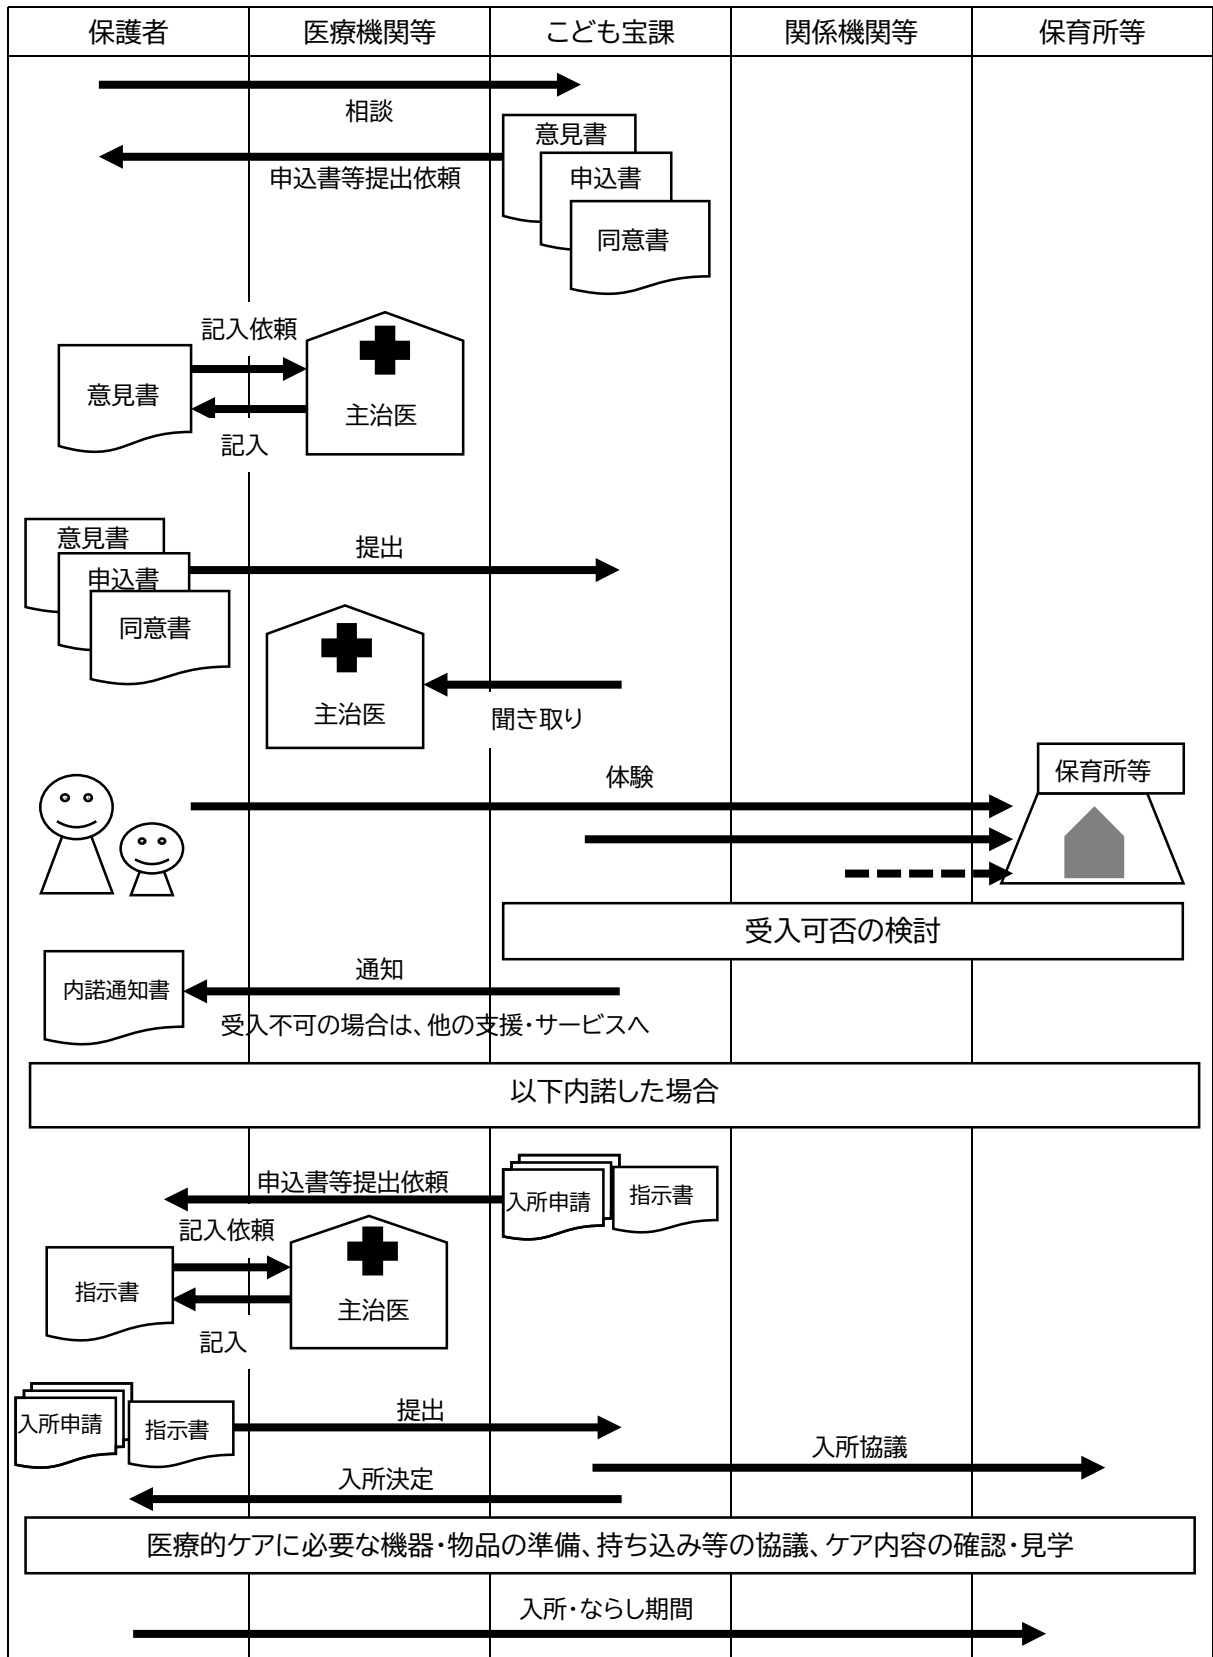 保護者
医療機関等
こども宝課
関係機関等
保育所等
相談
意見書
申込書
同意書
申込書等提出依頼
記入依頼
意見書
主治医
記入
意見書
申込書
同意書
提出
主治医
聞き取り
体験
保育所等
受入可否の検討
内諾通知書
通知
受入不可の場合は、他の支援・サービスへ
以下内諾した場合
申込書等提出依頼
入所申請
指示書
記入依頼
指示書
主治医
記入
入所申請
指示書
提出
入所協議
入所決定
医療的ケアに必要な機器・物品の準備、持ち込み等の協議、ケア内容の確認・見学
入所・ならし期間